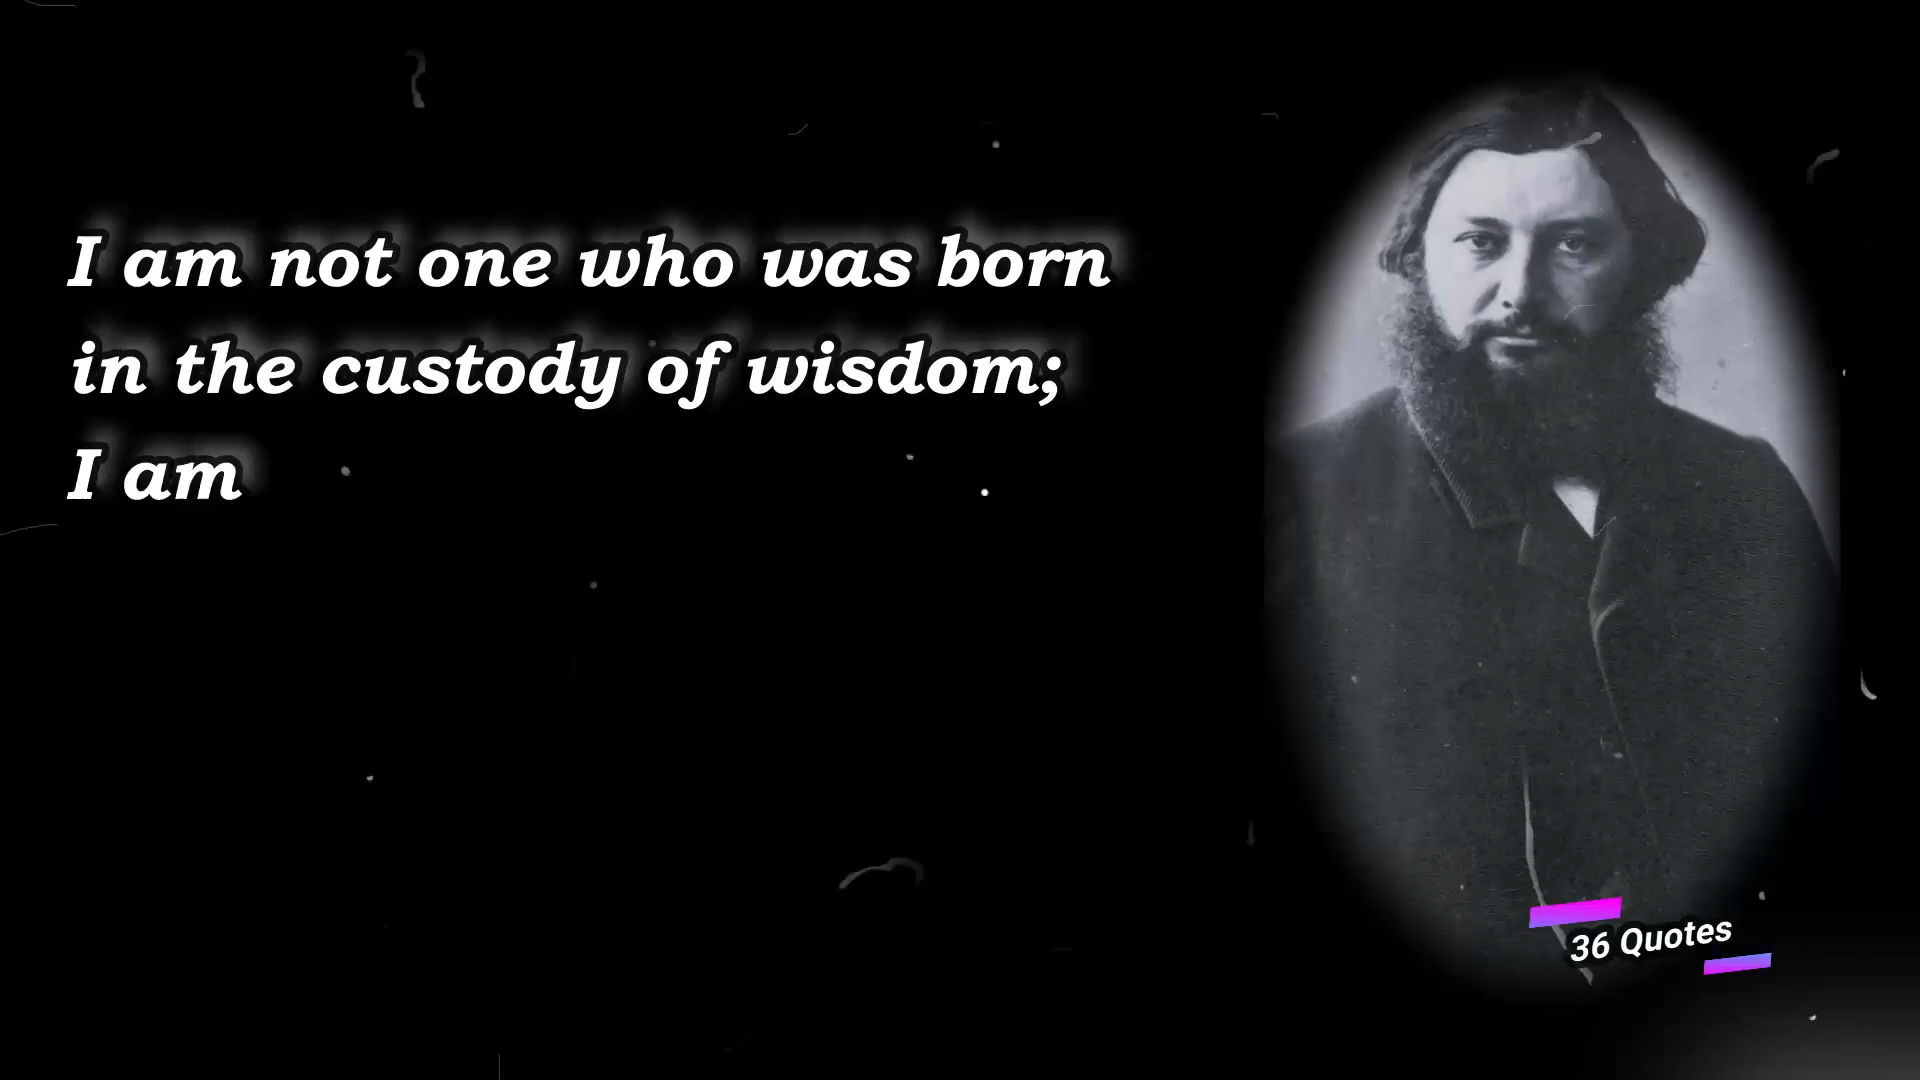 I am not one who was born
in the custody of wisdom;
I am
36 Quotes